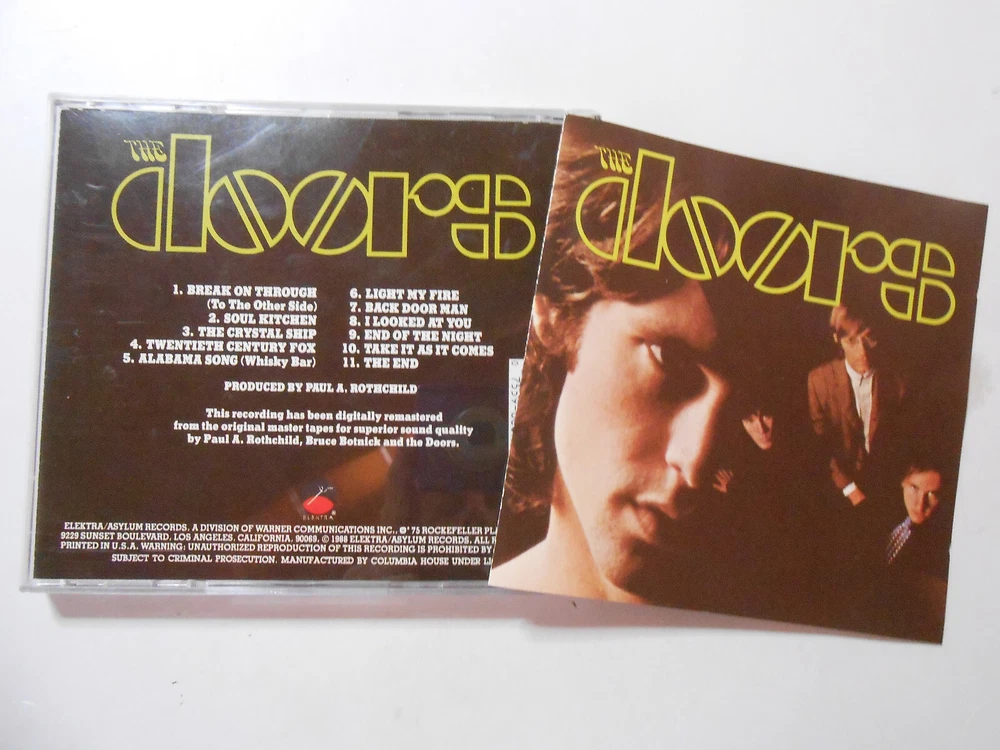 THE
doors
1. BREAK ON THROUGH
(To The Other Side)
2. SOUL KITCHEN
3. THE CRYSTAL SHIP
4. TWENTIETH CENTURY FOX
5. ALABAMA SONG (Whisky Bar)
6. LIGHT MY FIRE
7. BACK DOOR MAN
8. I LOOKED AT YOU
9. END OF THE NIGHT
10. TAKE IT AS IT COMES
11. THE END
PRODUCED BY PAUL A. ROTHCHILD
This recording has been digitally remastered
from the original master tapes for superior sound quality
by Paul A. Rothchild, Bruce Botnick and the Doors.
ELEKTRA
ELEKTRA/ASYLUM RECORDS, A DIVISION OF WARNER COMMUNICATIONS INC., 75 ROCKEFELLER
9229 SUNSET BOULEVARD, LOS ANGELES, CALIFORNIA, 90069. © 1988 ELEKTRA/ASYLUM RECORDS. ALL
PRINTED IN U.S.A. WARNING: UNAUTHORIZED REPRODUCTION OF THIS RECORDING IS PROHIBITED BY
SUBJECT TO CRIMINAL PROSECUTION. MANUFACTURED BY COLUMBIA HOUSE UNDER
THE
doors